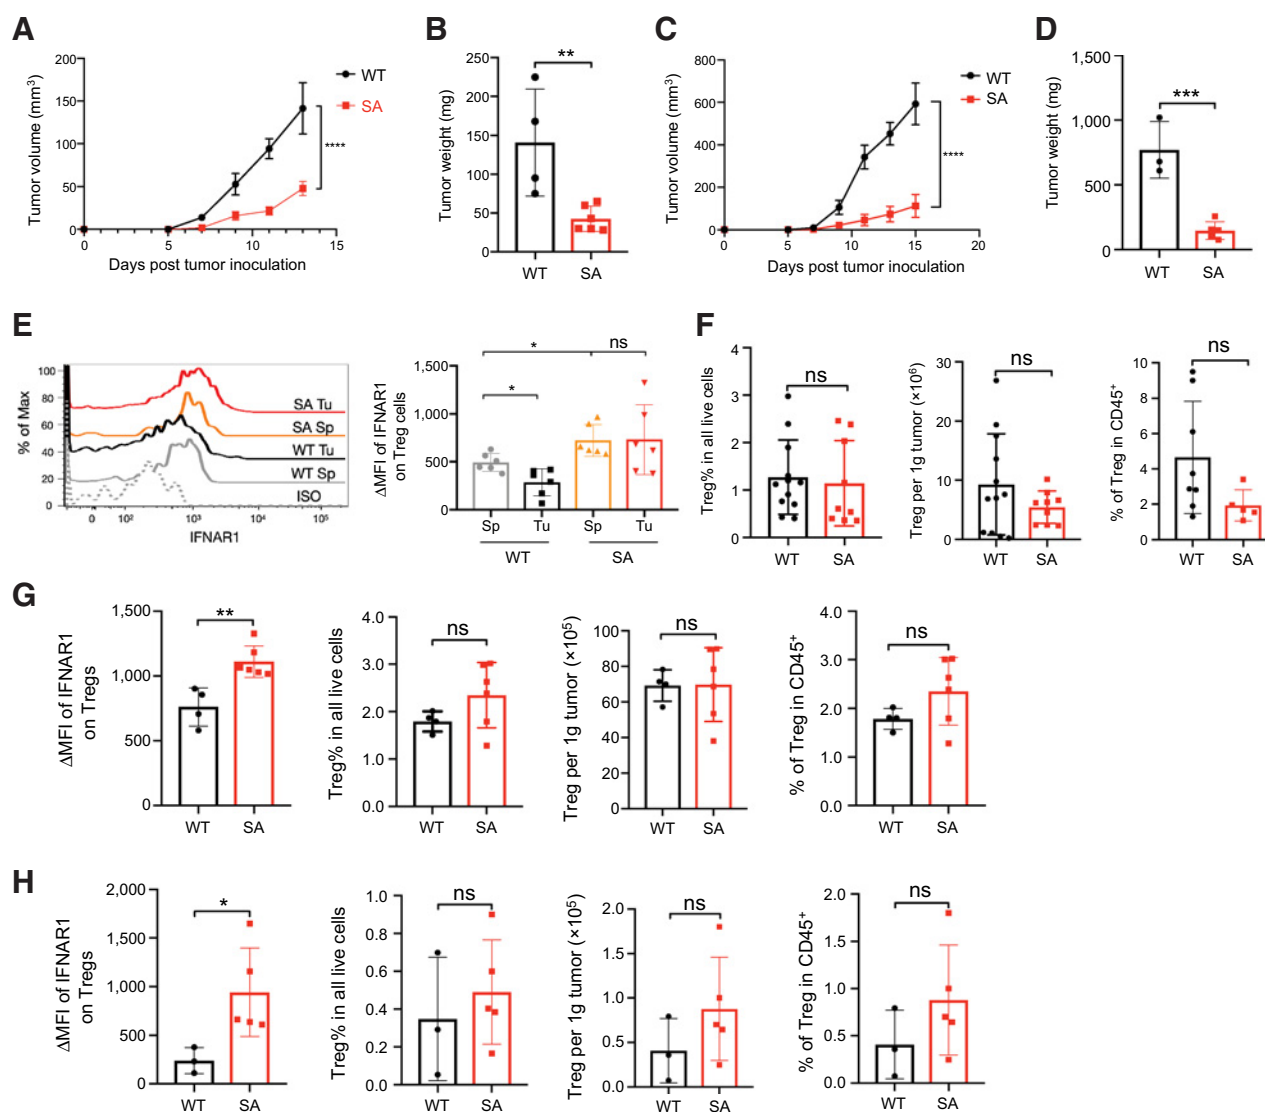 A
Tumor volume (mm³)
200
150
100
50
0
0
5
10
15
Days post tumor inoculation
WT
SA
****
B
Tumor weight (mg)
250
200
150
100
50
0
**
WT
SA
C
Tumor volume (mm³)
800
600
400
200
0
0
5
10
15
20
Days post tumor inoculation
WT
SA
****
D
Tumor weight (mg)
1,500
1,000
500
0
***
WT
SA
E
% of Max
100
80
60
40
20
0
SA Tu
SA Sp
WT Tu
WT Sp
ISO
0
10²
10³
10⁴
10⁵
IFNAR1
ΔMFI of IFNAR1
on Treg cells
1,500
1,000
500
0
*
ns
*
Sp
Tu
Sp
Tu
WT
SA
F
Treg% in all live cells
4
3
2
1
0
ns
WT
SA
Treg per 1g tumor (×10⁶)
30
20
10
0
ns
WT
SA
% of Treg in CD45⁺
10
8
6
4
2
0
ns
WT
SA
G
ΔMFI of IFNAR1
on Tregs
1,500
1,000
500
0
**
WT
SA
Treg% in all live cells
4.0
3.0
2.0
1.0
0.0
ns
WT
SA
Treg per 1g tumor (×10⁵)
100
80
60
40
20
0
ns
WT
SA
% of Treg in CD45⁺
4.0
3.0
2.0
1.0
0.0
ns
WT
SA
H
ΔMFI of IFNAR1
on Tregs
2,000
1,500
1,000
500
0
*
WT
SA
Treg% in all live cells
1.0
0.8
0.6
0.4
0.2
0.0
ns
WT
SA
Treg per 1g tumor (×10⁵)
2.0
1.5
1.0
0.5
0.0
ns
WT
SA
% of Treg in CD45⁺
2.0
1.5
1.0
0.5
0.0
ns
WT
SA